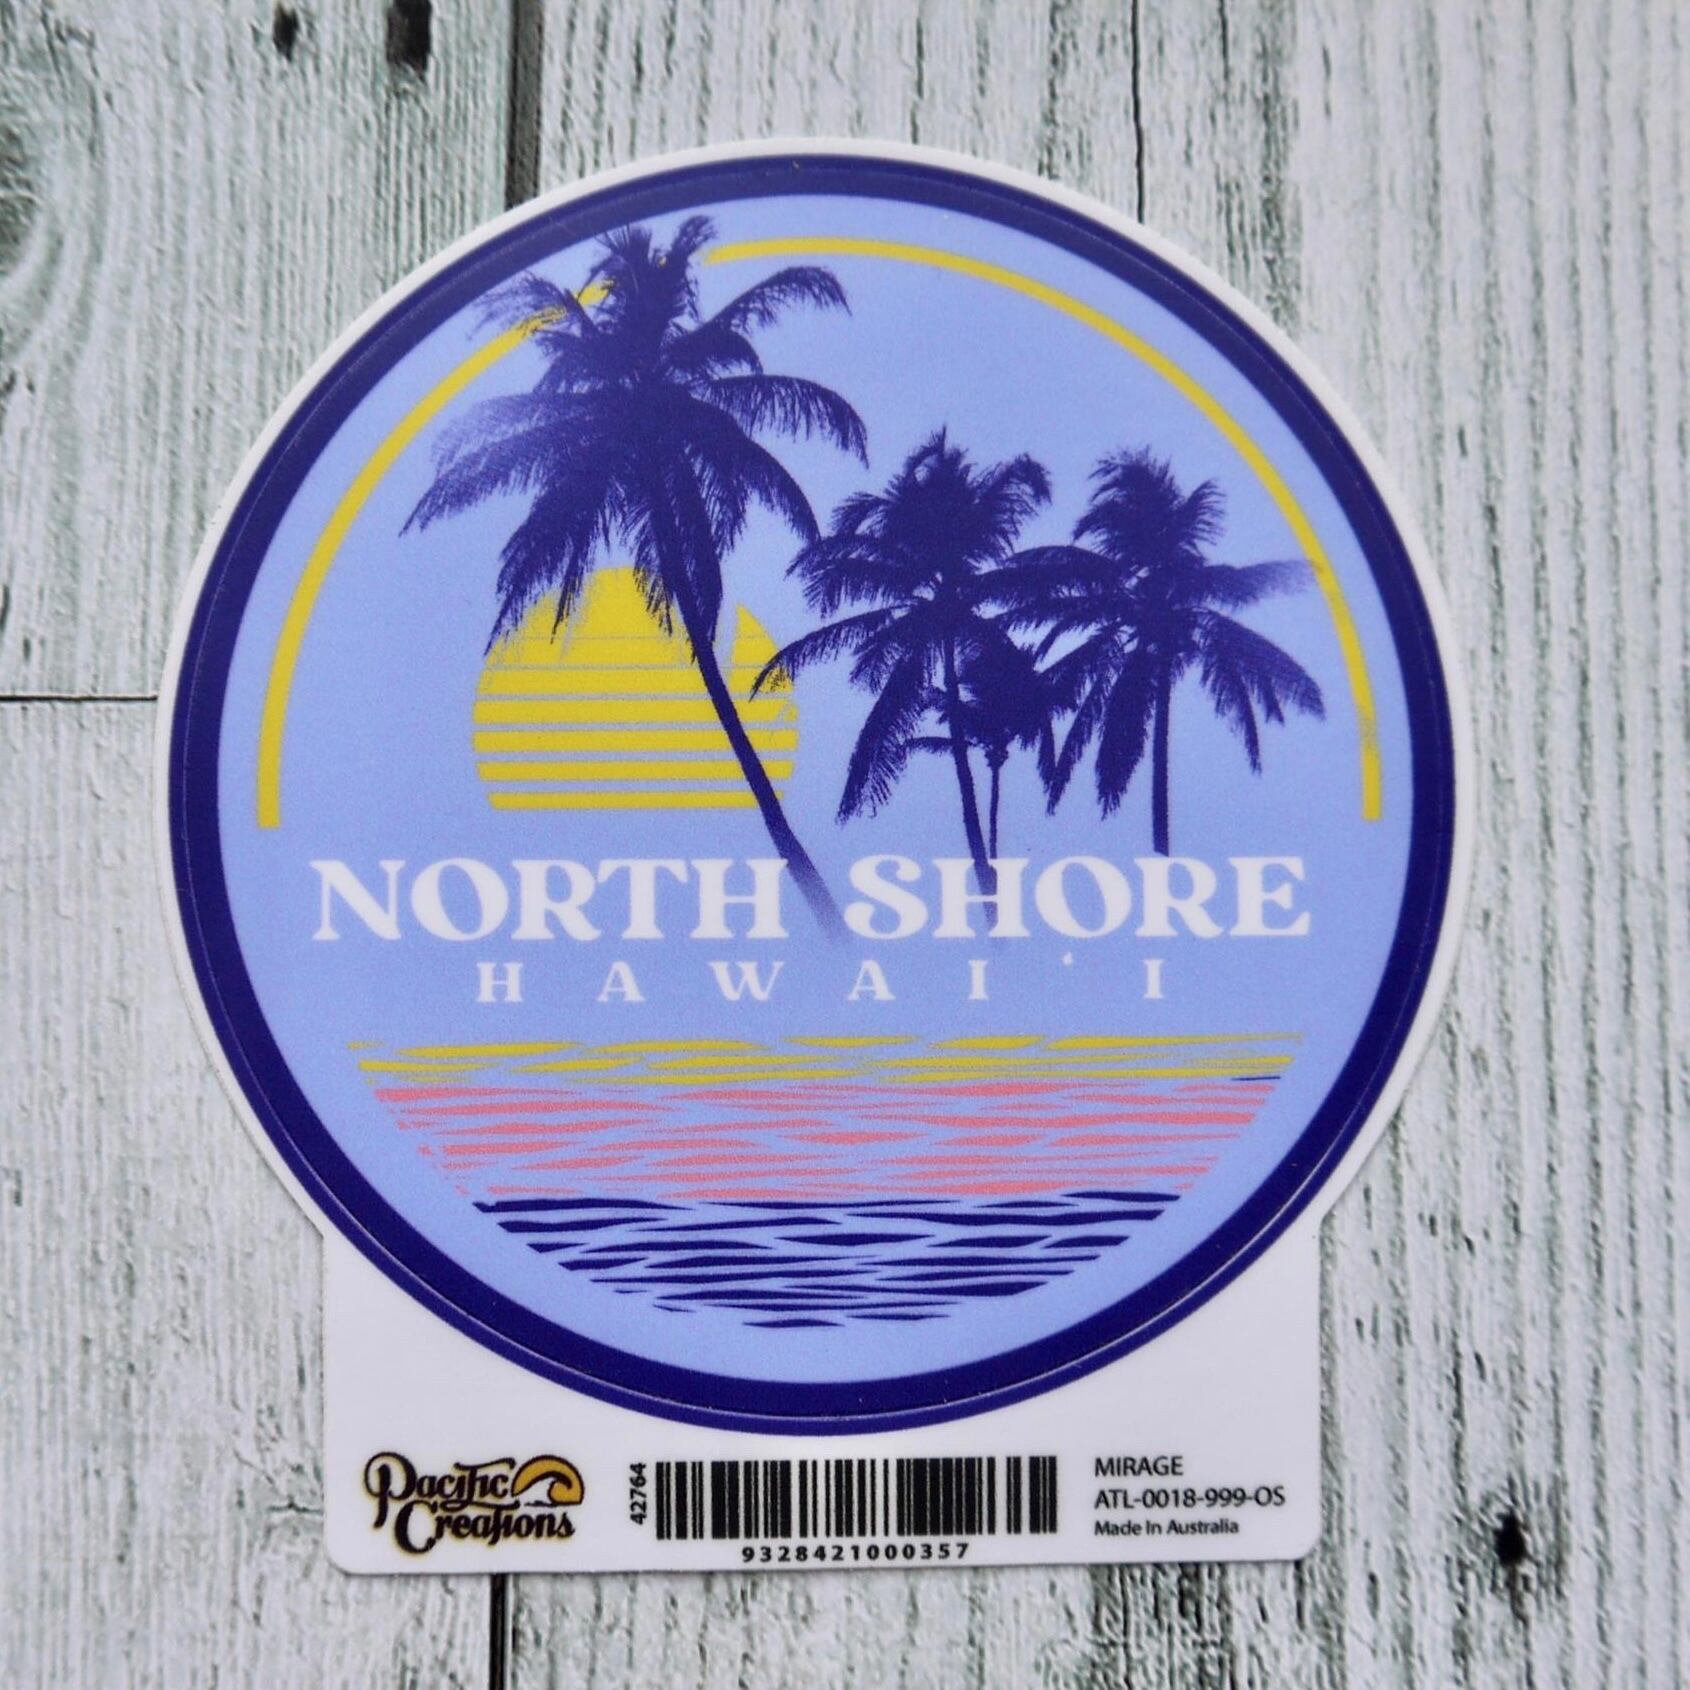 NORTH SHORE
HAWAI‘I
Pacific
Creations
42764
9328421000357
MIRAGE
ATL-0018-999-OS
Made In Australia